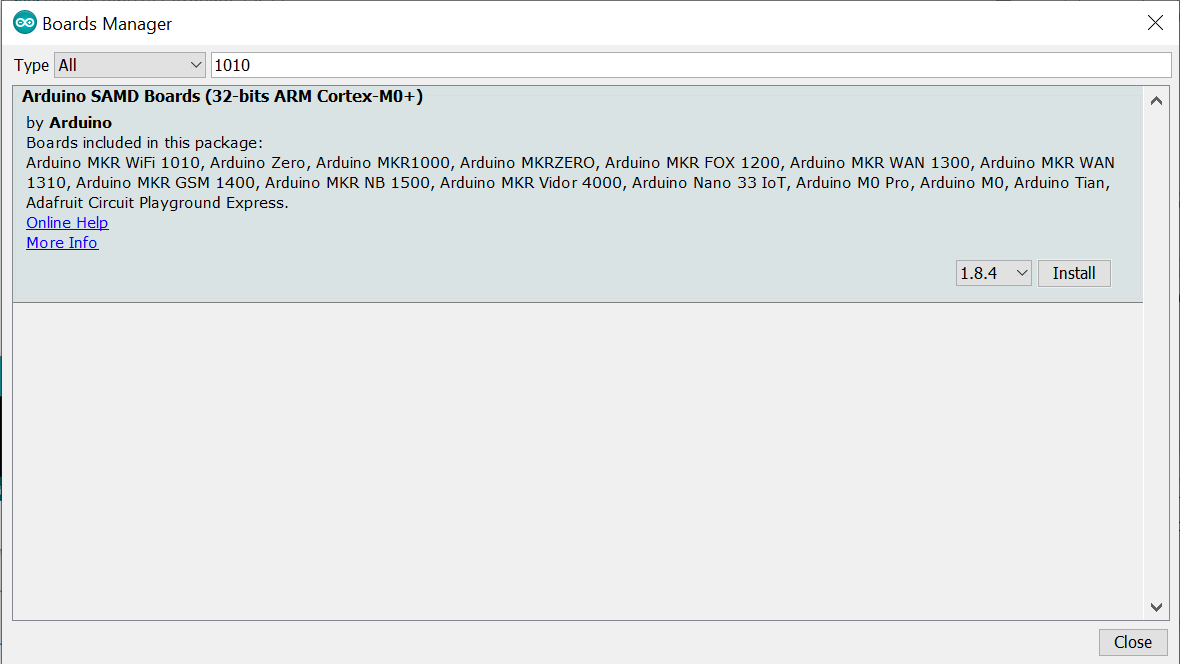 Boards Manager
Type All 1010
Arduino SAMD Boards (32-bits ARM Cortex-M0+)
by Arduino
Boards included in this package:
Arduino MKR WiFi 1010, Arduino Zero, Arduino MKR1000, Arduino MKRZERO, Arduino MKR FOX 1200, Arduino MKR WAN 1300, Arduino MKR WAN
1310, Arduino MKR GSM 1400, Arduino MKR NB 1500, Arduino MKR Vidor 4000, Arduino Nano 33 IoT, Arduino M0 Pro, Arduino M0, Arduino Tian,
Adafruit Circuit Playground Express.
Online Help
More Info
1.8.4 Install
Close